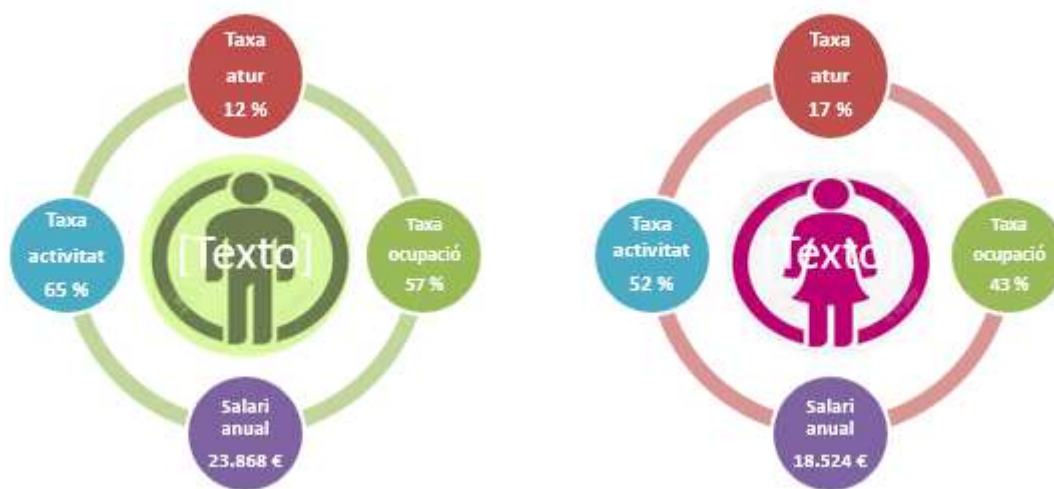 Taxa
atur
12 %
Taxa
activitat
65 %
[Texto]
Taxa
ocupació
57 %
Salari
anual
23.868 €
Taxa
atur
17 %
Taxa
activitat
52 %
[Texto]
Taxa
ocupació
43 %
Salari
anual
18.524 €